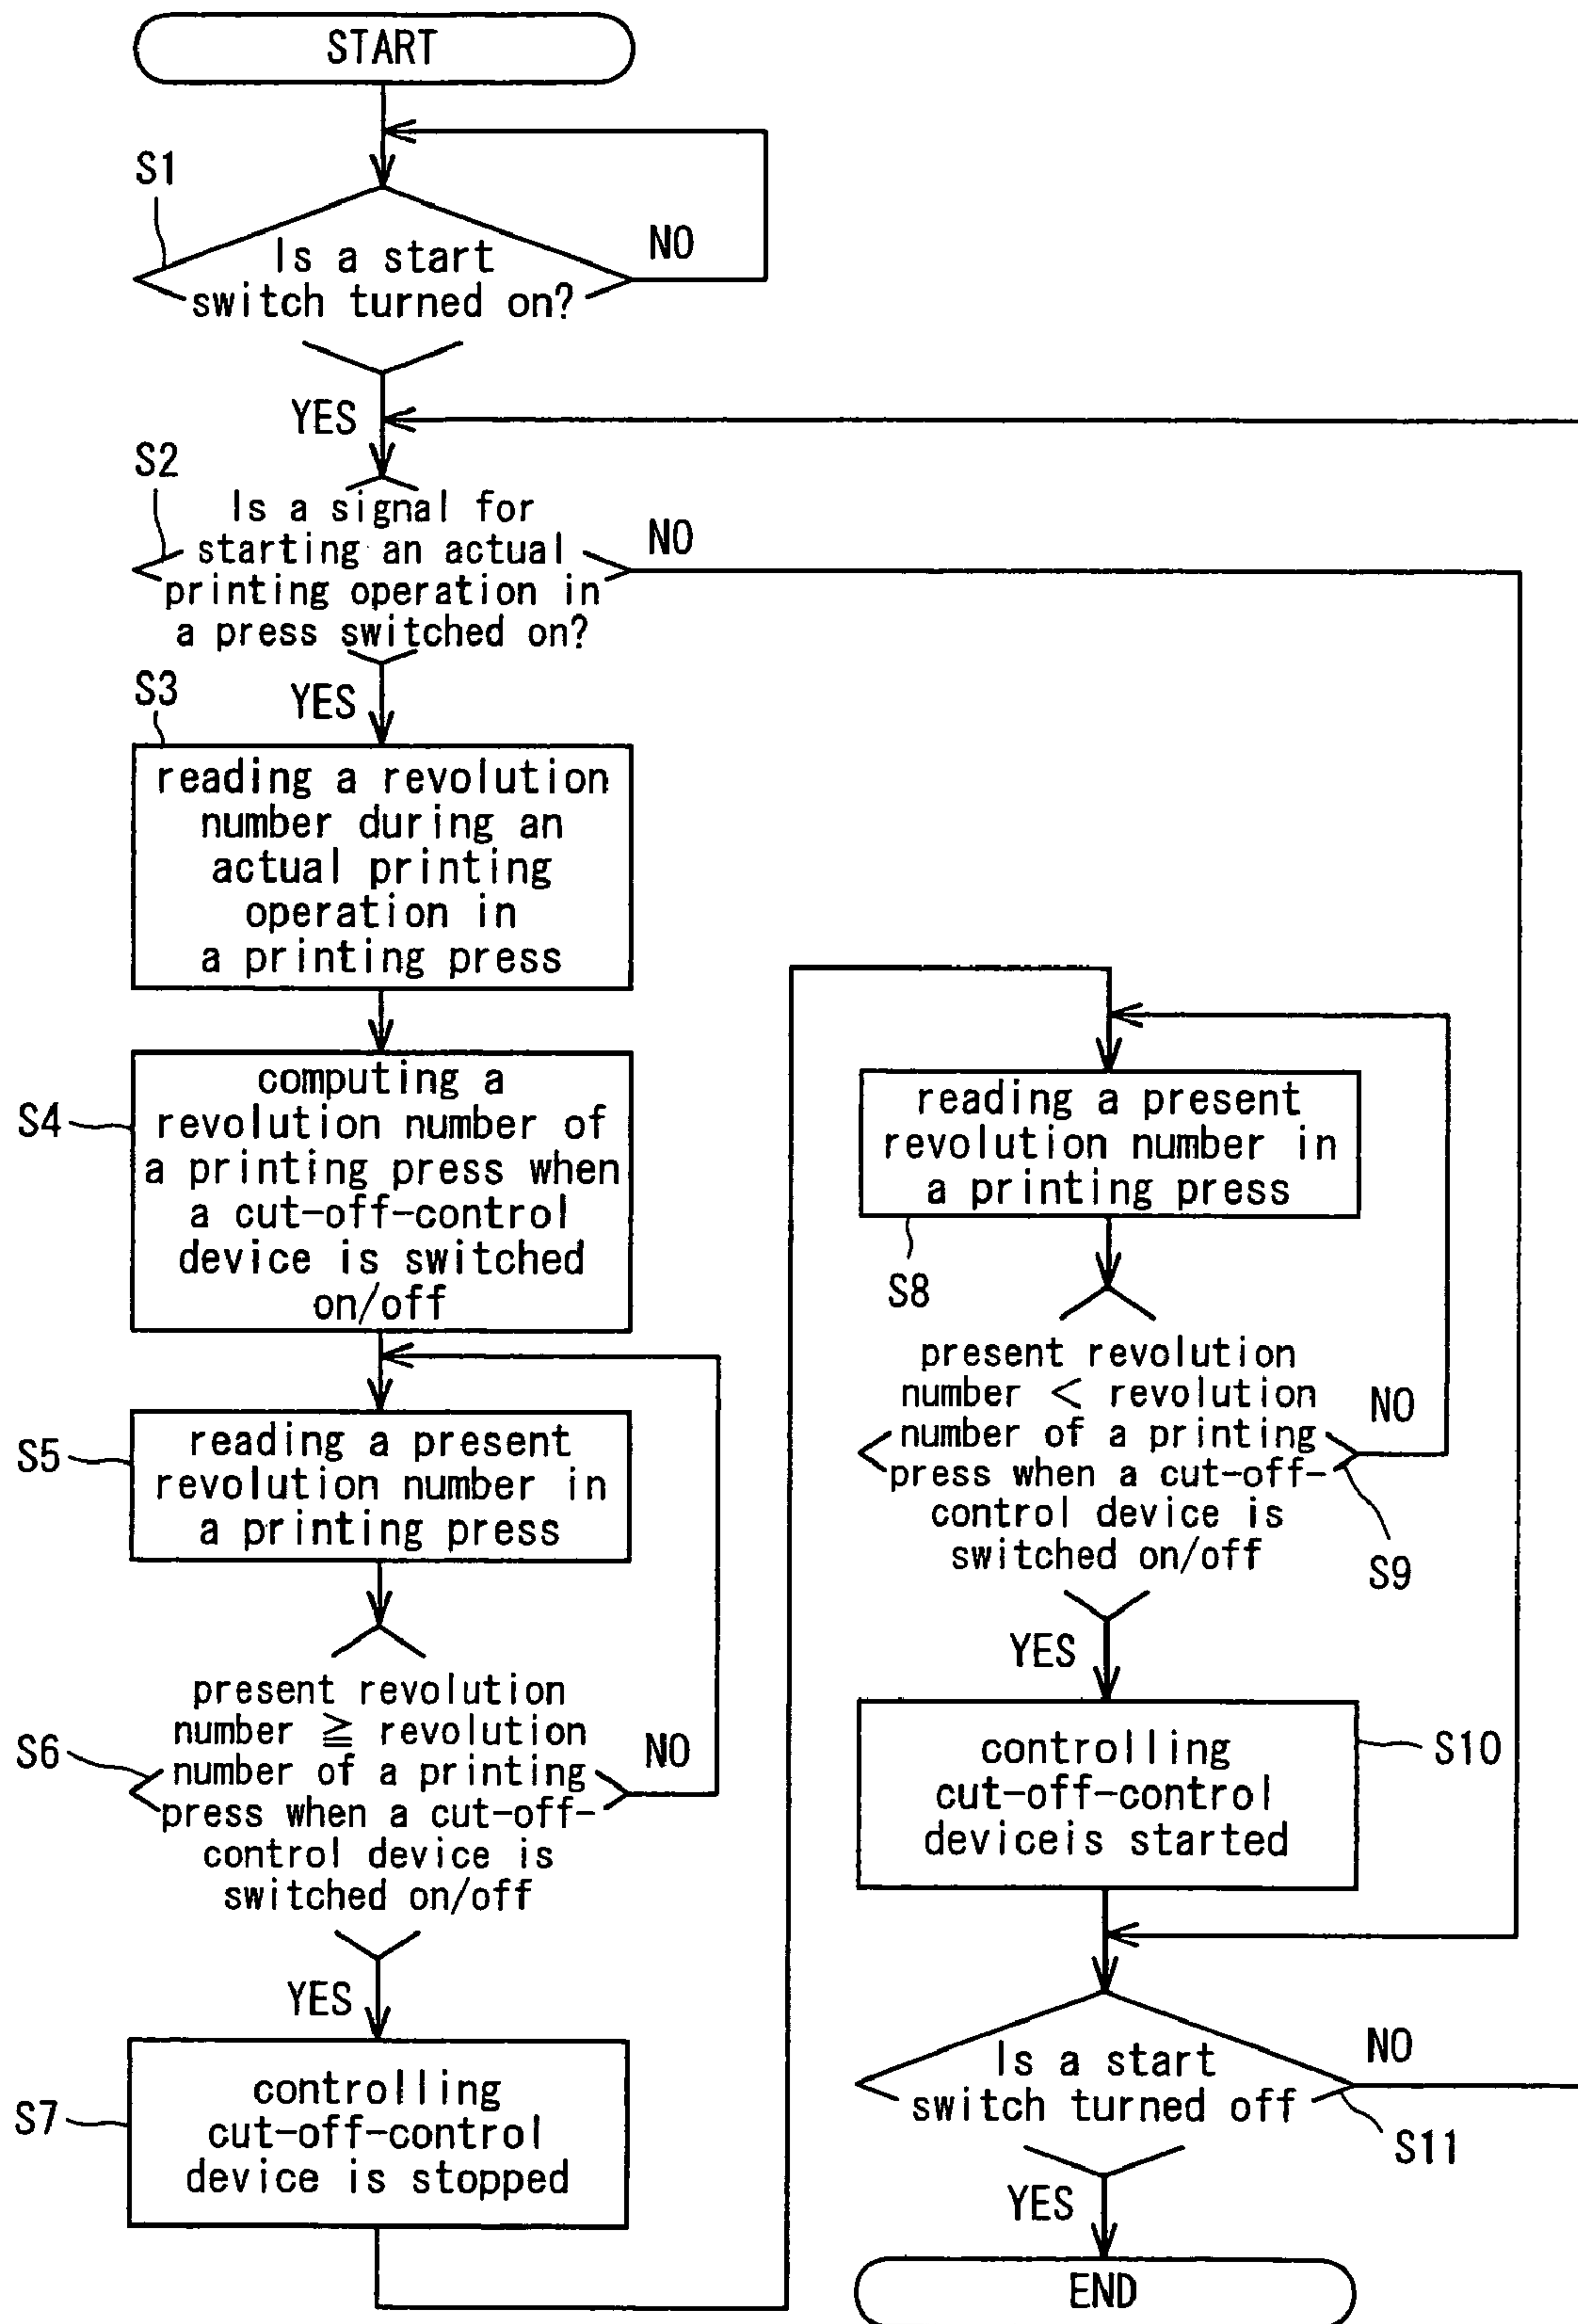 START
S1
Is a start
switch turned on?
NO
YES
S2
Is a signal for
starting an actual
printing operation in
a press switched on?
NO
YES
S3
reading a revolution
number during an
actual printing
operation in
a printing press
S4
computing a
revolution number of
a printing press when
a cut-off-control
device is switched
on/off
S5
reading a present
revolution number in
a printing press
S6
present revolution
number ≧ revolution
number of a printing
press when a cut-off-
control device is
switched on/off
NO
YES
S7
controlling
cut-off-control
device is stopped
reading a present
revolution number in
a printing press
S8
present revolution
number < revolution
number of a printing
press when a cut-off-
control device is
switched on/off
NO
S9
YES
controlling
cut-off-control
deviceis started
S10
Is a start
switch turned off
NO
S11
YES
END